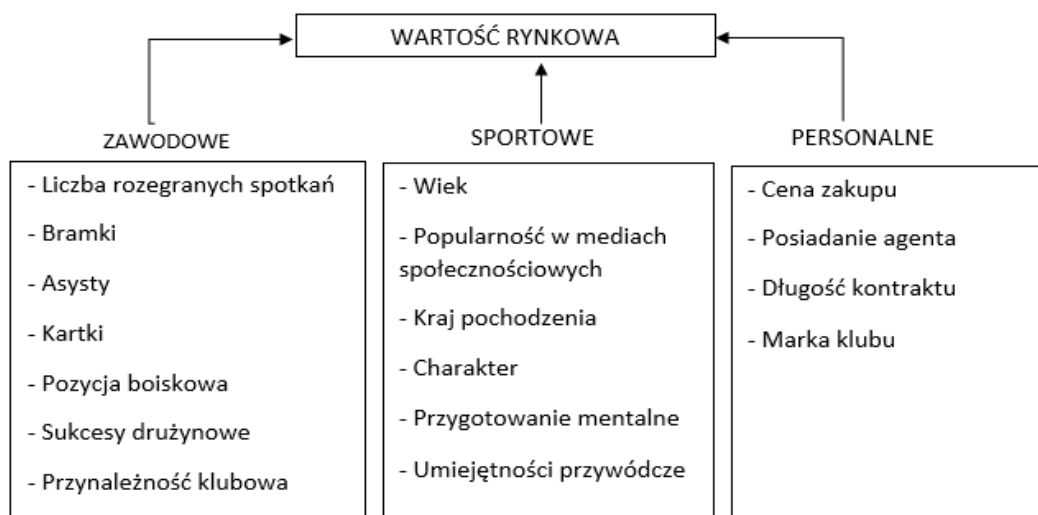 WARTOŚĆ RYNKOWA
ZAWODOWE
- Liczba rozegranych spotkań
- Bramki
- Asysty
- Kartki
- Pozycja boiskowa
- Sukcesy drużynowe
- Przynależność klubowa
SPORTOWE
- Wiek
- Popularność w mediach
społecznościowych
- Kraj pochodzenia
- Charakter
- Przygotowanie mentalne
- Umiejętności przywódcze
PERSONALNE
- Cena zakupu
- Posiadanie agenta
- Długość kontraktu
- Marka klubu